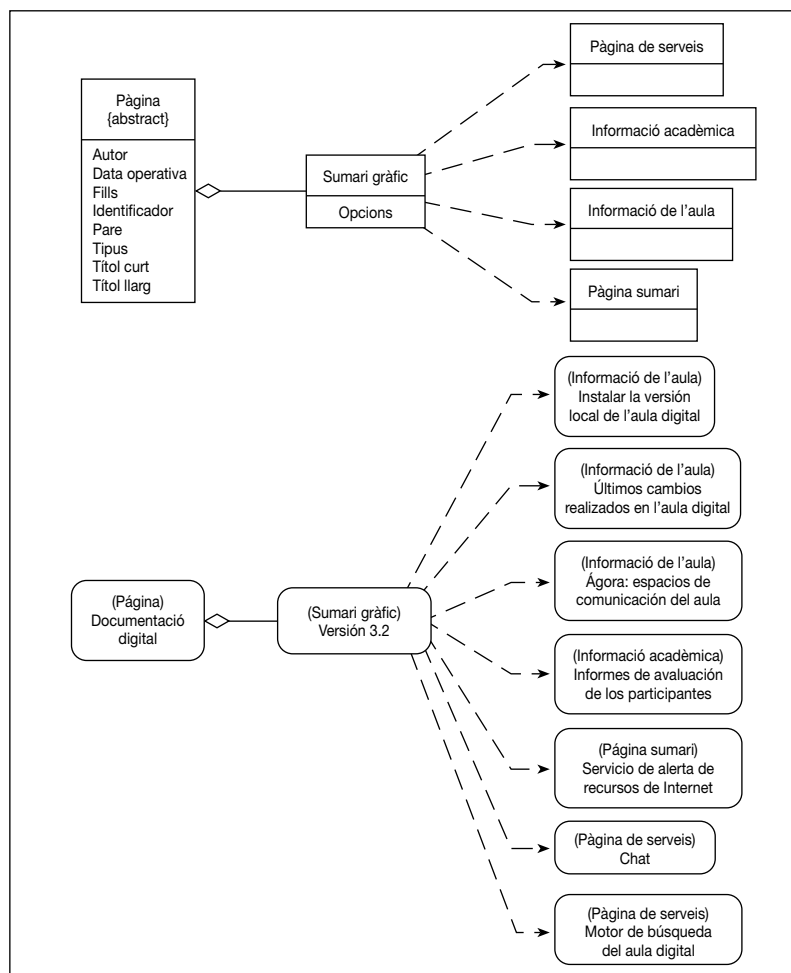 Pàgina
{abstract}
Autor
Data operativa
Fills
Identificador
Pare
Tipus
Títol curt
Títol llarg
Sumari gràfic
Opcions
Pàgina de serveis
Informació acadèmica
Informació de l’aula
Pàgina sumari
(Página)
Documentació
digital
(Sumari gràfic)
Versión 3.2
(Informació de l’aula)
Instalar la versión
local de l’aula digital
(Informació de l’aula)
Últimos cambios
realizados en l’aula digital
(Informació de l’aula)
Ágora: espacios de
comunicación del aula
(Informació acadèmica)
Informes de avaluación
de los participantes
(Página sumari)
Servicio de alerta de
recursos de Internet
(Pàgina de serveis)
Chat
(Pàgina de serveis)
Motor de búsqueda
del aula digital